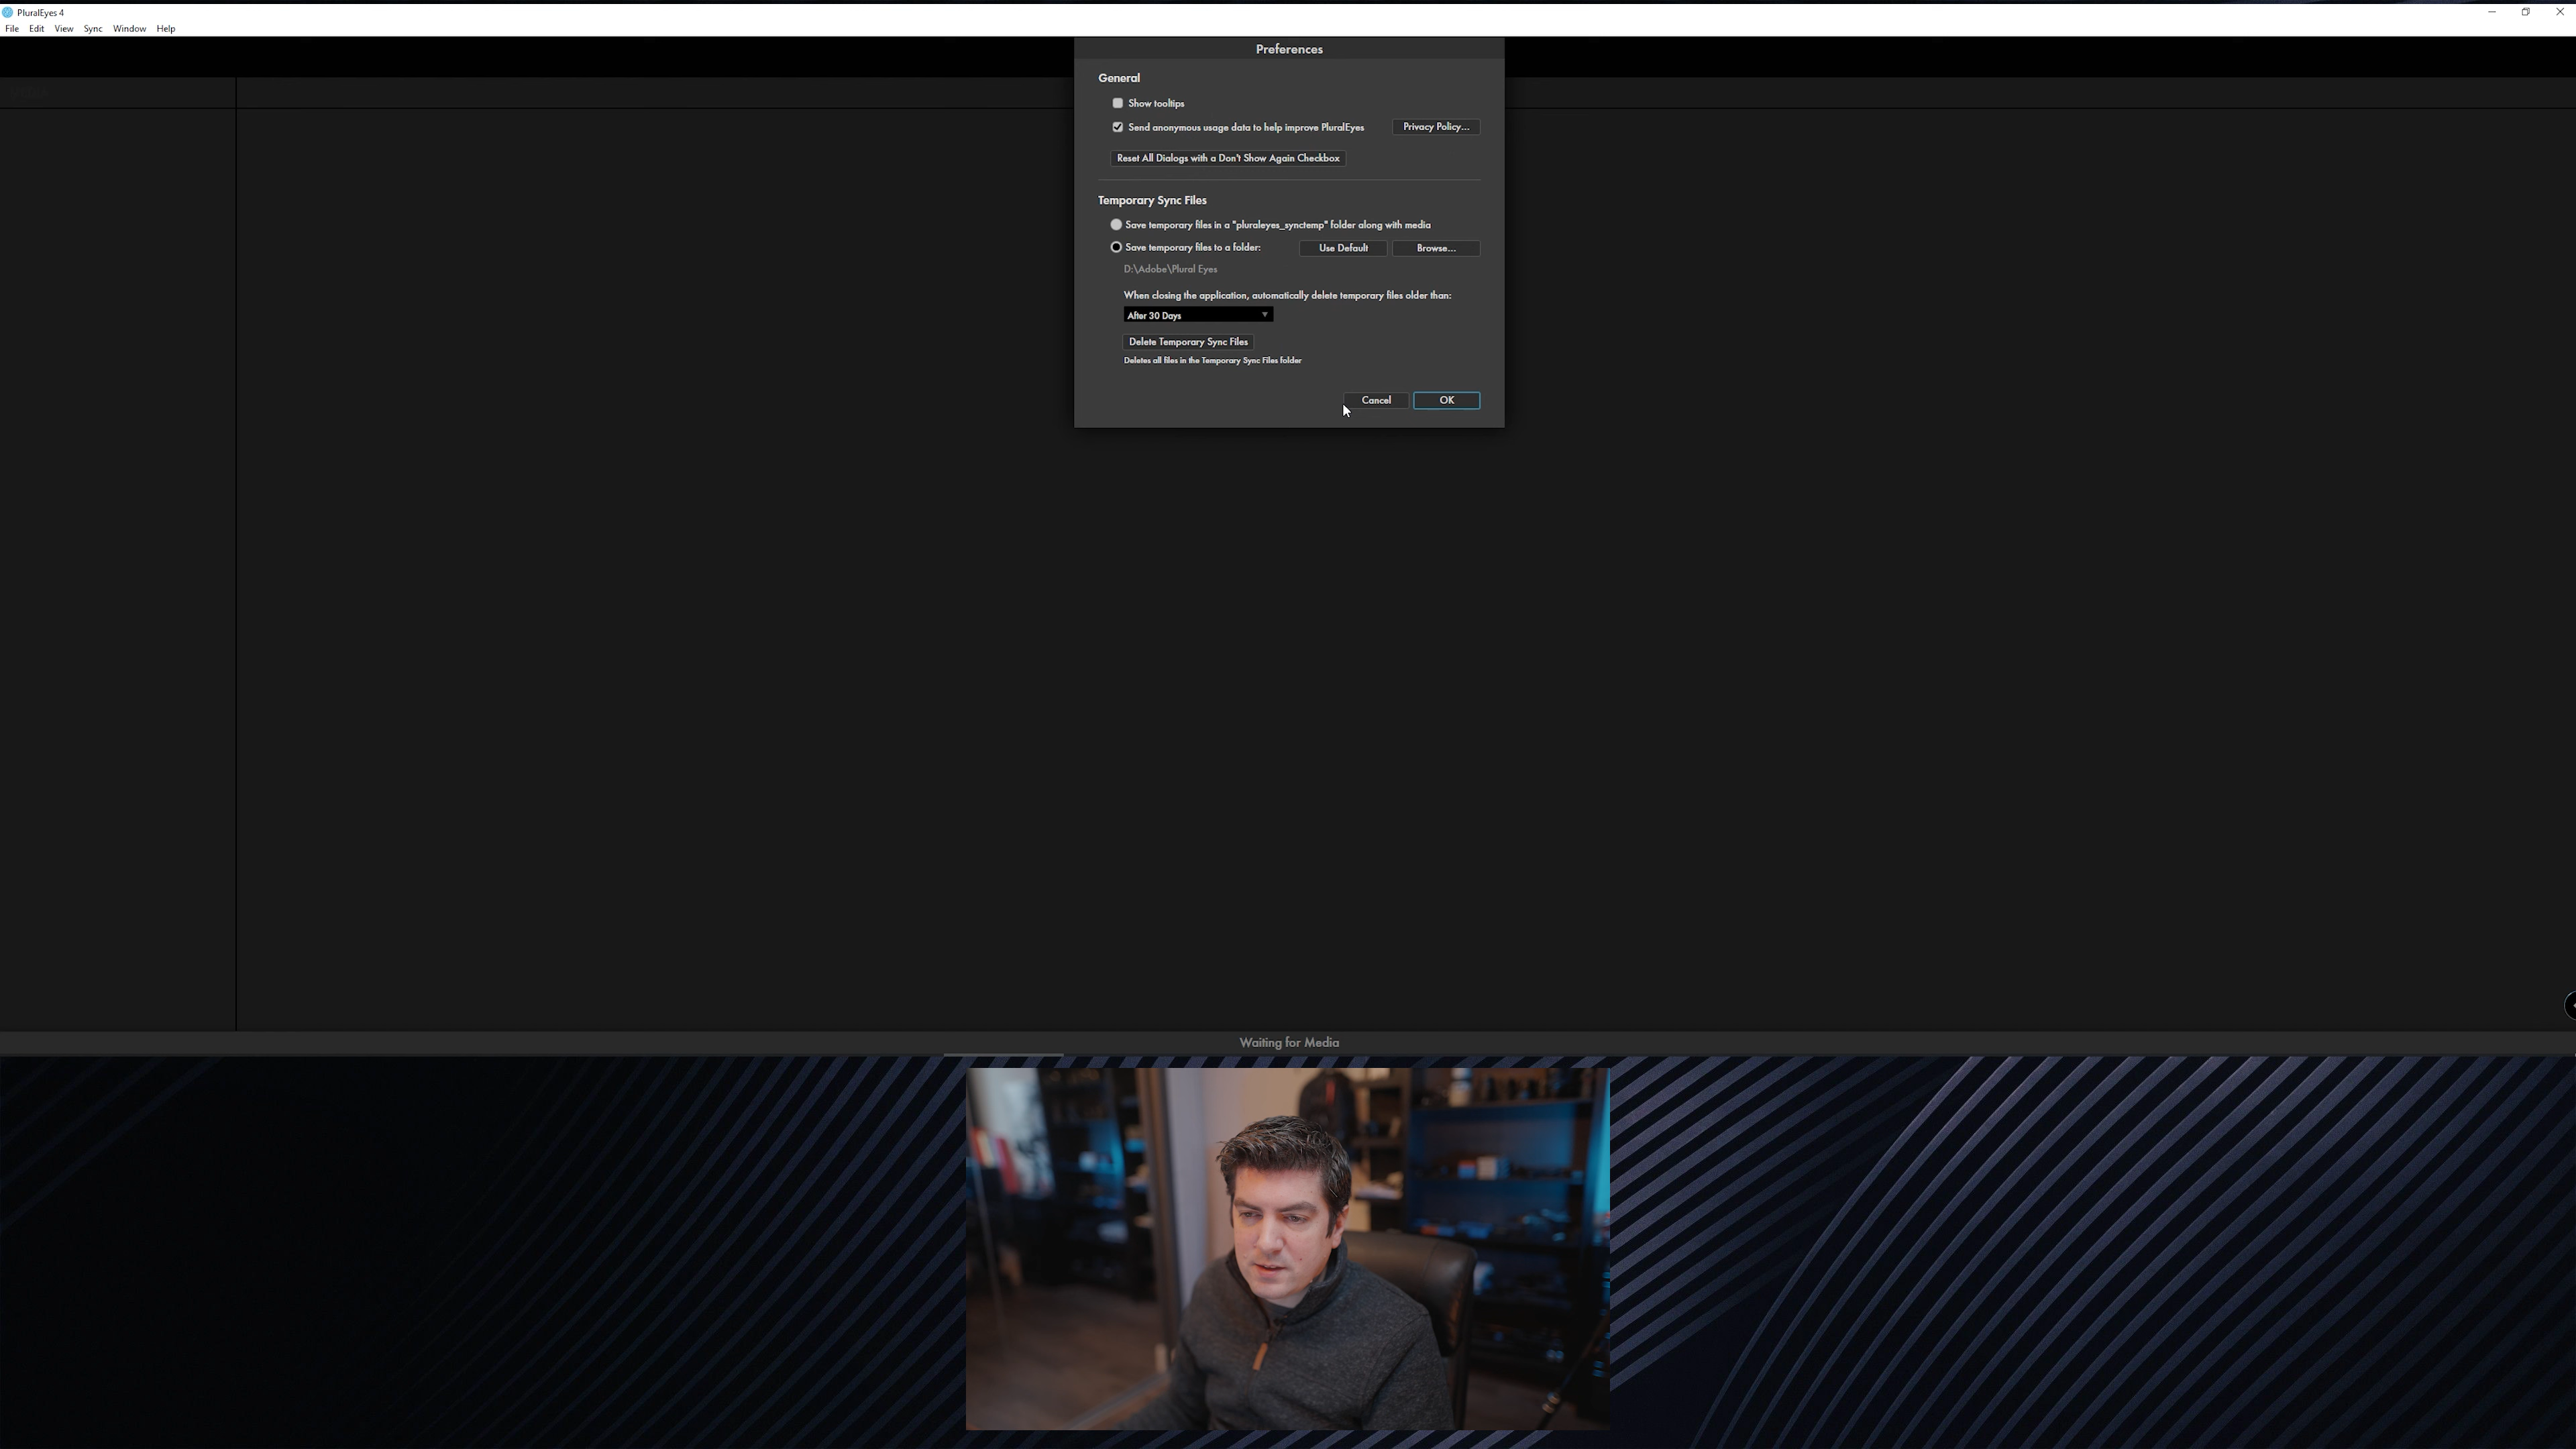 PluralEyes 4
File Edit View Sync Window Help
Preferences
General
Show tooltips
Send anonymous usage data to help improve PluralEyes
Privacy Policy...
Reset All Dialogs with a Don't Show Again Checkbox
Temporary Sync Files
Save temporary files in a "pluraleyes_synctemp" folder along with media
Save temporary files to a folder:
Use Default
Browse...
D:\Adobe\Plural Eyes
When closing the application, automatically delete temporary files older than:
After 30 Days
Delete Temporary Sync Files
Deletes all files in the Temporary Sync Files folder
Cancel
OK
Waiting for Media